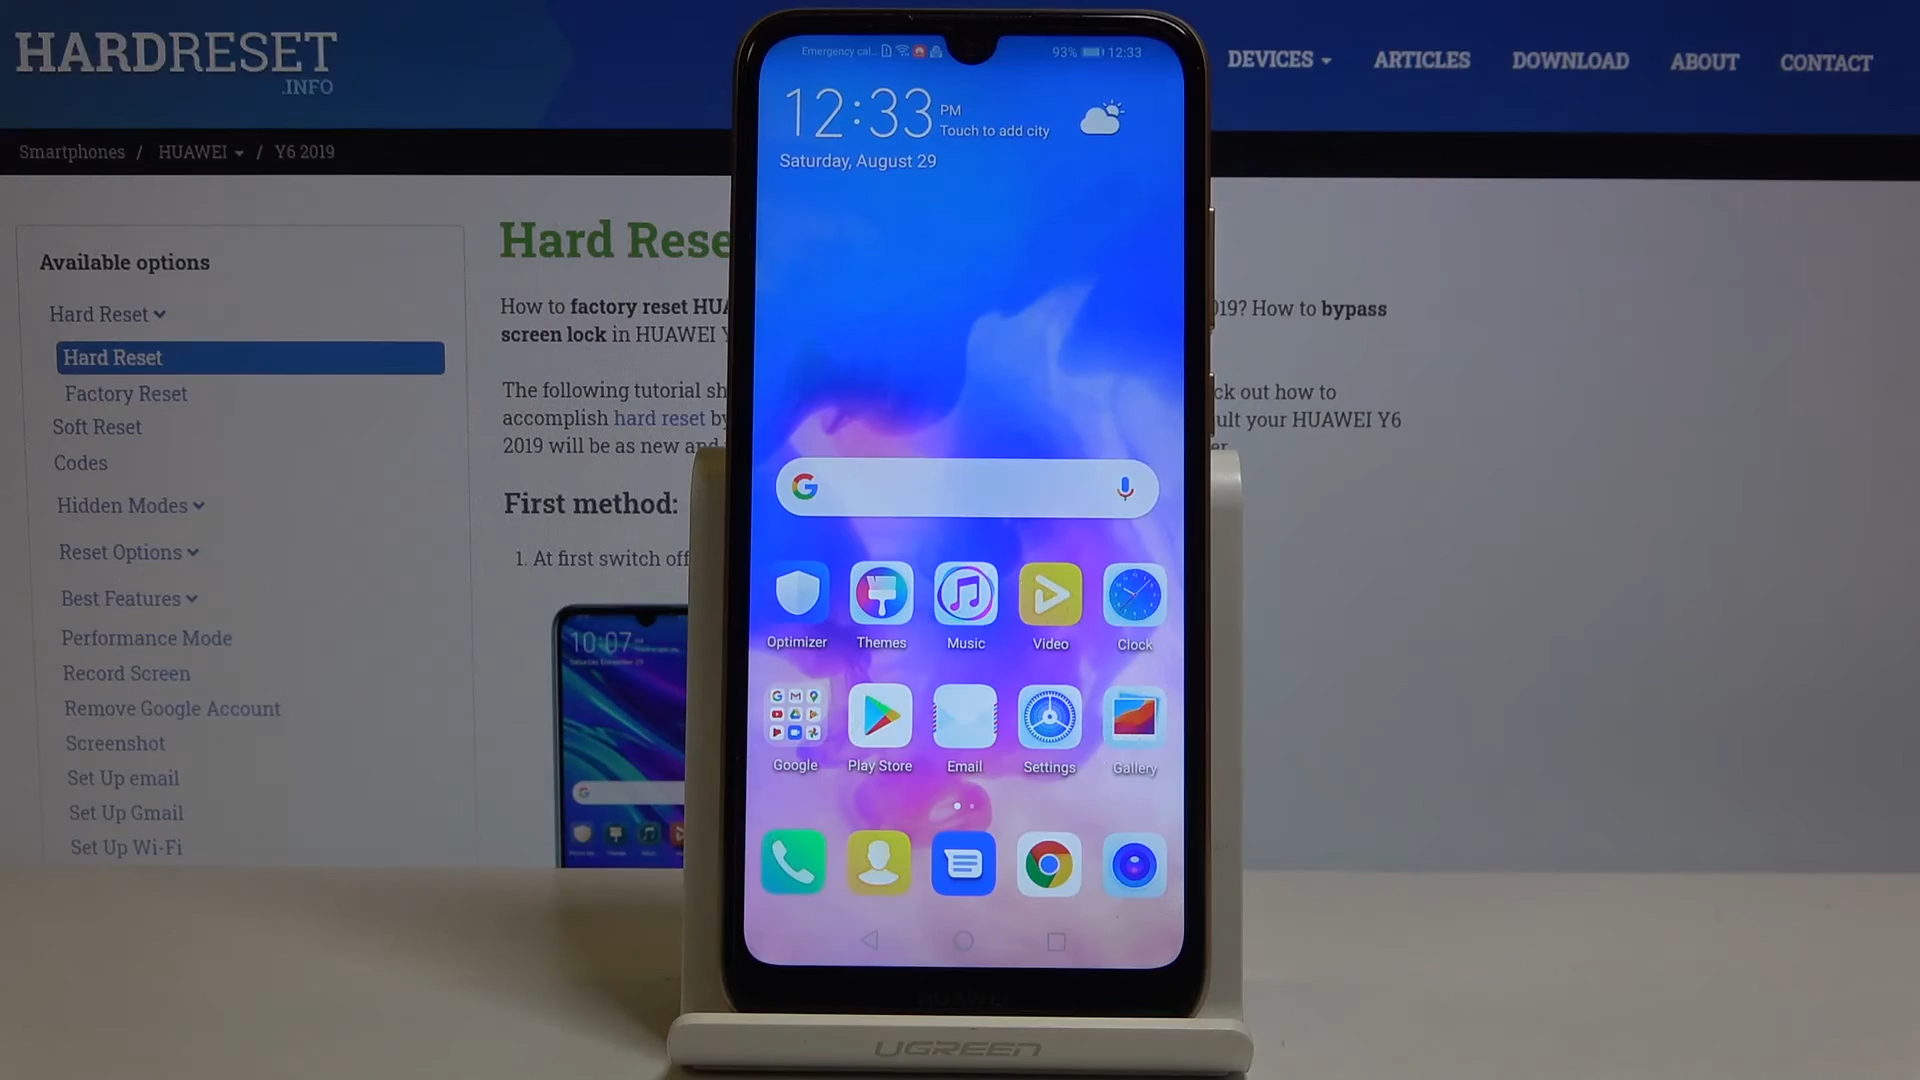 HARDRESET
.INFO
DEVICES
ARTICLES
DOWNLOAD
ABOUT
CONTACT
Smartphones / HUAWEI / Y6 2019
Available options
Hard Reset
Hard Reset
Factory Reset
Soft Reset
Codes
Hidden Modes
Reset Options
Best Features
Performance Mode
Record Screen
Remove Google Account
Screenshot
Set Up email
Set Up Gmail
Set Up Wi-Fi
Hard Rese
How to factory reset HUA 019? How to bypass
screen lock in HUAWEI Y
The following tutorial sh ck out how to
accomplish hard reset by ult your HUAWEI Y6
2019 will be as new and er
First method:
1. At first switch off
10:07
Emergency cal... 93% 12:33
12:33 PM
Touch to add city
Saturday, August 29
Optimizer
Themes
Music
Video
Clock
Google
Play Store
Email
Settings
Gallery
HUAWEI
UGREEN